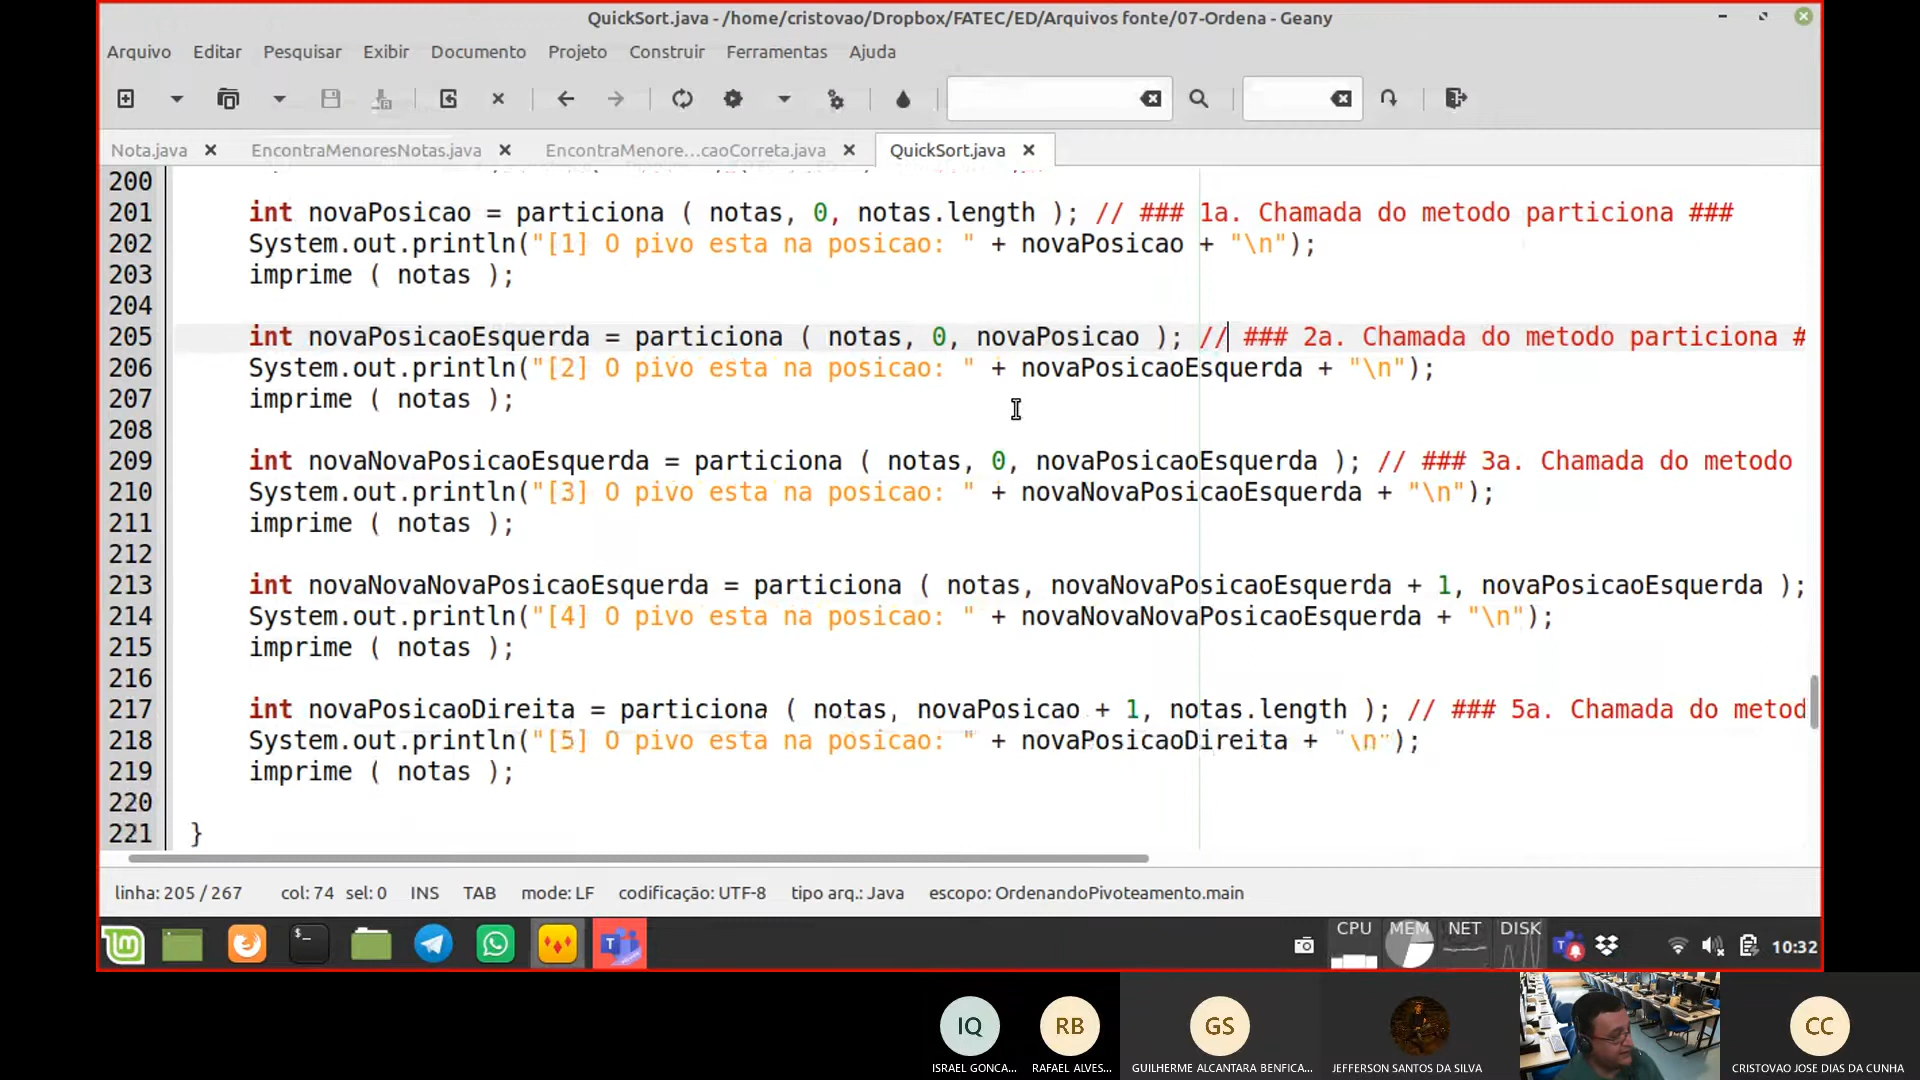 QuickSort.java - /home/cristovao/Dropbox/FATEC/ED/Arquivos fonte/07-Ordena - Geany
Arquivo Editar Pesquisar Exibir Documento Projeto Construir Ferramentas Ajuda
Nota.java EncontraMenoresNotas.java EncontraMenore...caoCorreta.java QuickSort.java
200
201 int novaPosicao = particiona ( notas, 0, notas.length ); // ### 1a. Chamada do metodo particiona ###
202 System.out.println("[1] O pivo esta na posicao: " + novaPosicao + "\n");
203 imprime ( notas );
204
205 int novaPosicaoEsquerda = particiona ( notas, 0, novaPosicao ); // ### 2a. Chamada do metodo particiona #
206 System.out.println("[2] O pivo esta na posicao: " + novaPosicaoEsquerda + "\n");
207 imprime ( notas );
208
209 int novaNovaPosicaoEsquerda = particiona ( notas, 0, novaPosicaoEsquerda ); // ### 3a. Chamada do metodo
210 System.out.println("[3] O pivo esta na posicao: " + novaNovaPosicaoEsquerda + "\n");
211 imprime ( notas );
212
213 int novaNovaNovaPosicaoEsquerda = particiona ( notas, novaNovaPosicaoEsquerda + 1, novaPosicaoEsquerda );
214 System.out.println("[4] O pivo esta na posicao: " + novaNovaNovaPosicaoEsquerda + "\n");
215 imprime ( notas );
216
217 int novaPosicaoDireita = particiona ( notas, novaPosicao + 1, notas.length ); // ### 5a. Chamada do metod
218 System.out.println("[5] O pivo esta na posicao: " + novaPosicaoDireita + "\n");
219 imprime ( notas );
220
221 }
linha: 205 / 267 col: 74 sel: 0 INS TAB mode: LF codificação: UTF-8 tipo arq.: Java escopo: OrdenandoPivoteamento.main
CPU MEM NET DISK 10:32
IQ RB GS CC
ISRAEL GONCA... RAFAEL ALVES... GUILHERME ALCANTARA BENFICA... JEFFERSON SANTOS DA SILVA CRISTOVAO JOSE DIAS DA CUNHA